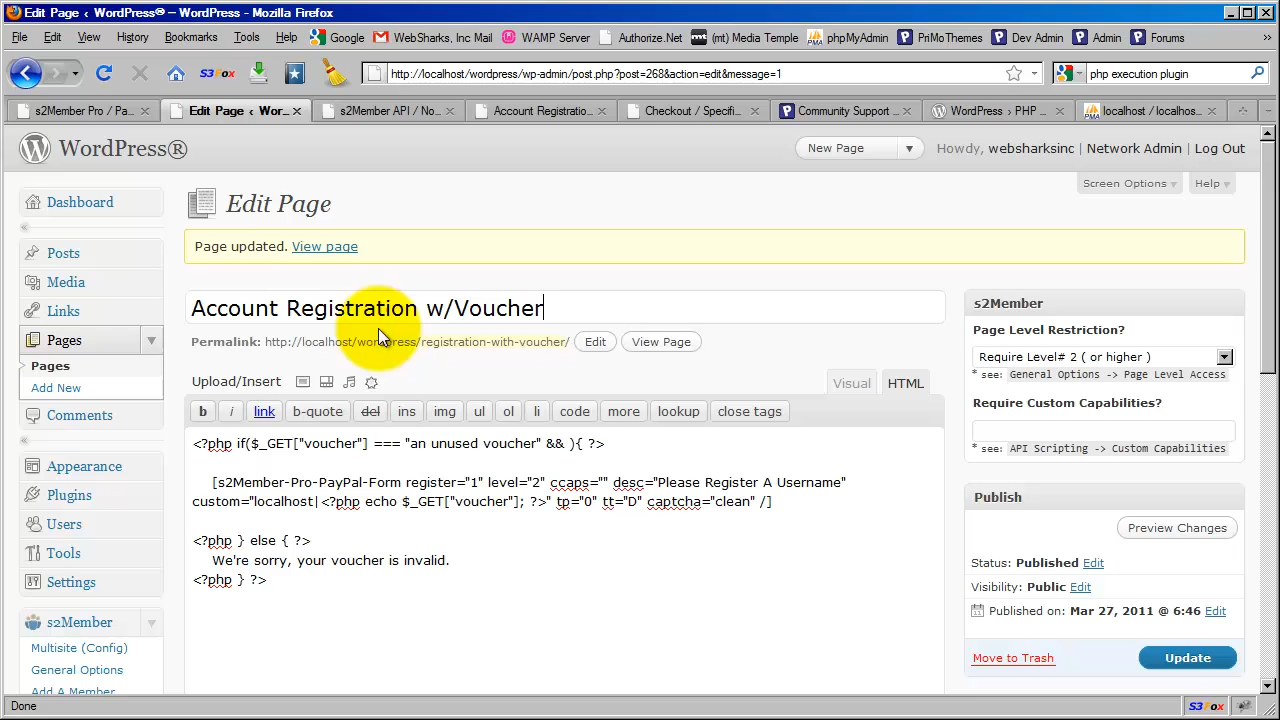 Edit Page ‹ WordPress® — WordPress - Mozilla Firefox
File Edit View History Bookmarks Tools Help Google WebSharks, Inc Mail WAMP Server Authorize.Net (mt) Media Temple phpMyAdmin PriMoThemes Dev Admin Admin Forums
S3Fox http://localhost/wordpress/wp-admin/post.php?post=268&action=edit&message=1 php execution plugin
s2Member Pro / Pa... Edit Page ‹ Wor... s2Member API / No... Account Registratio... Checkout / Specifi... Community Support ... WordPress › PHP ... localhost / localhos...
WordPress® New Page Howdy, websharksinc | Network Admin | Log Out
Screen Options Help
Dashboard
Posts
Media
Links
Pages
Pages
Add New
Comments
Appearance
Plugins
Users
Tools
Settings
s2Member
Multisite (Config)
General Options
Add A Member
Edit Page
Page updated. View page
Account Registration w/Voucher
Permalink: http://localhost/wordpress/registration-with-voucher/ Edit View Page
Upload/Insert Visual HTML
b i link b-quote del ins img ul ol li code more lookup close tags
<?php if($_GET["voucher"] === "an unused voucher" && ){ ?>
[s2Member-Pro-PayPal-Form register="1" level="2" ccaps="" desc="Please Register A Username"
custom="localhost|<?php echo $_GET["voucher"]; ?>" tp="0" tt="D" captcha="clean" /]
<?php } else { ?>
We're sorry, your voucher is invalid.
<?php } ?>
s2Member
Page Level Restriction?
Require Level# 2 ( or higher )
* see: General Options -> Page Level Access
Require Custom Capabilities?
* see: API Scripting -> Custom Capabilities
Publish
Preview Changes
Status: Published Edit
Visibility: Public Edit
Published on: Mar 27, 2011 @ 6:46 Edit
Move to Trash Update
Done S3Fox